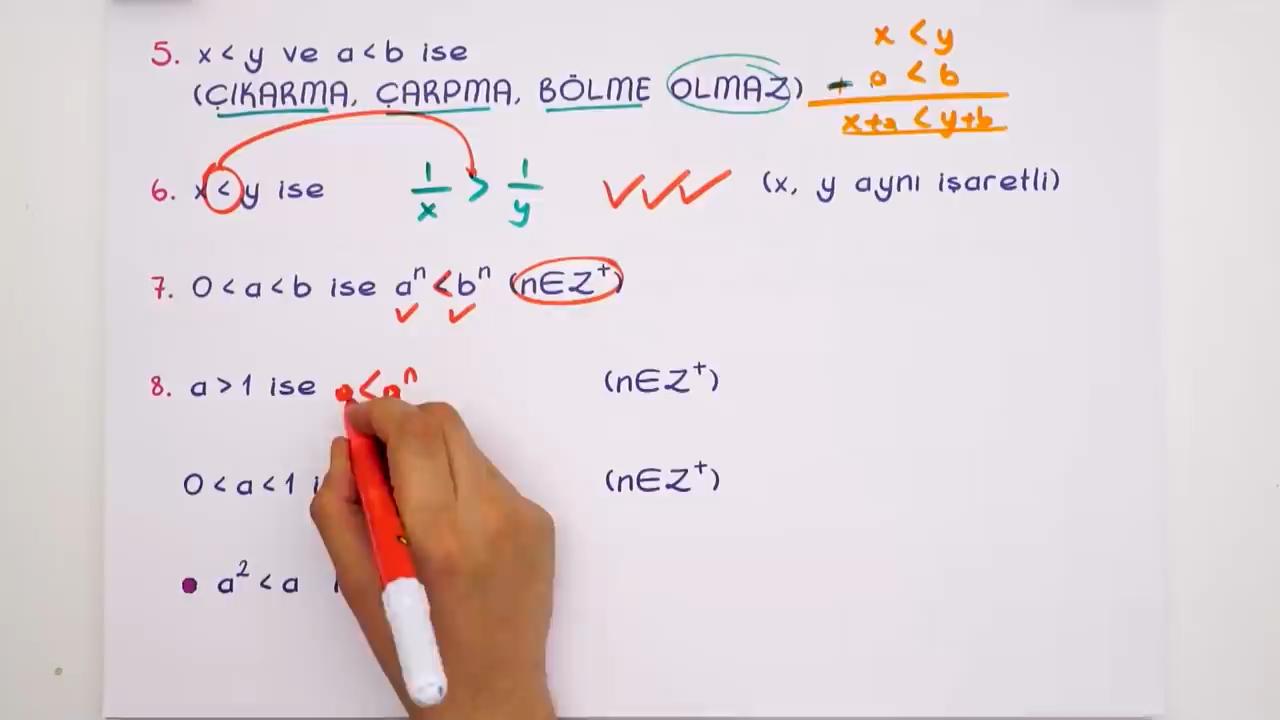 5. x < y ve a < b ise
(ÇIKARMA, ÇARPMA, BÖLME OLMAZ)
x < y
+ a < b
x+a < y+b
6. x < y ise 1/x > 1/y (x, y aynı işaretli)
7. 0 < a < b ise aⁿ < bⁿ (n∈Z⁺)
8. a > 1 ise a < aⁿ (n∈Z⁺)
0 < a < 1 (n∈Z⁺)
• a² < a